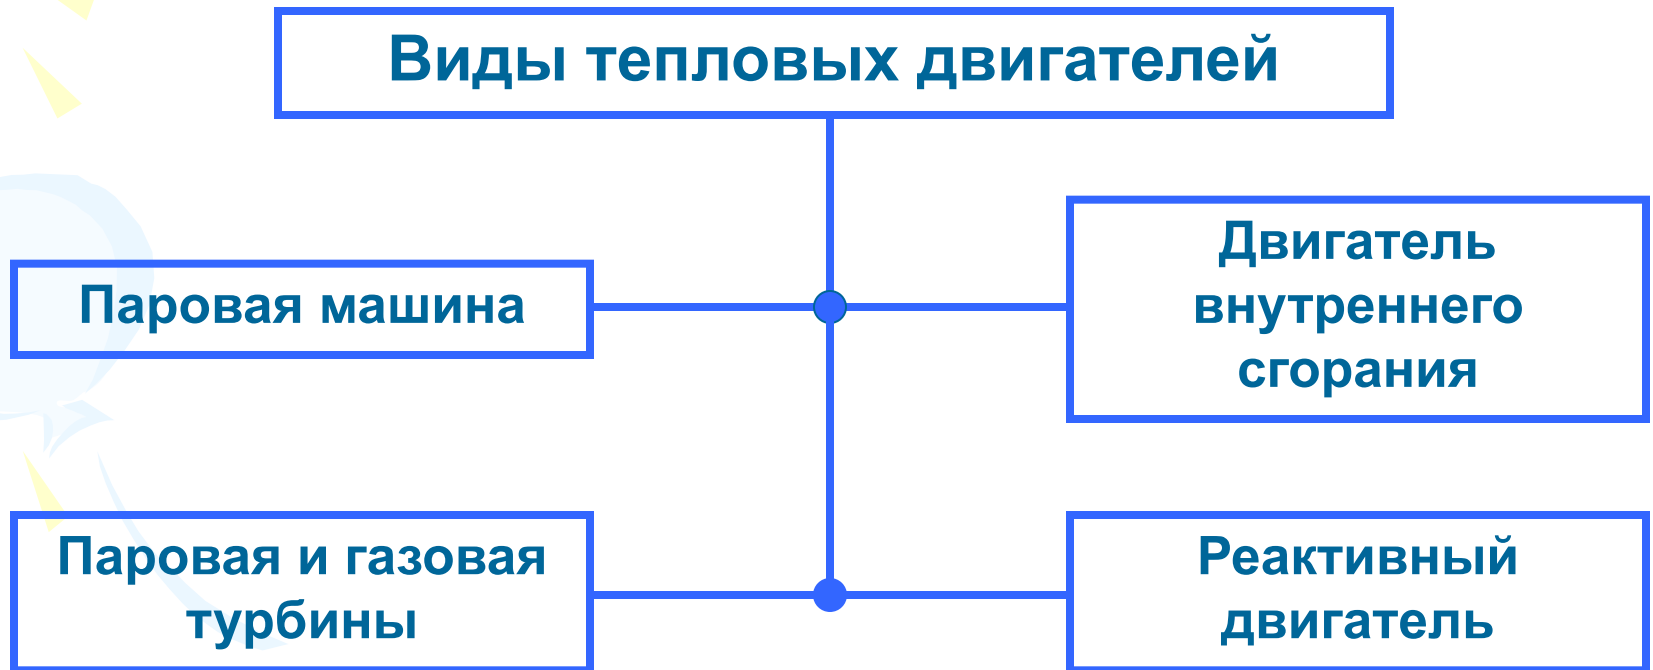 Виды тепловых двигателей
Паровая машина
Двигатель
внутреннего
сгорания
Паровая и газовая
турбины
Реактивный
двигатель